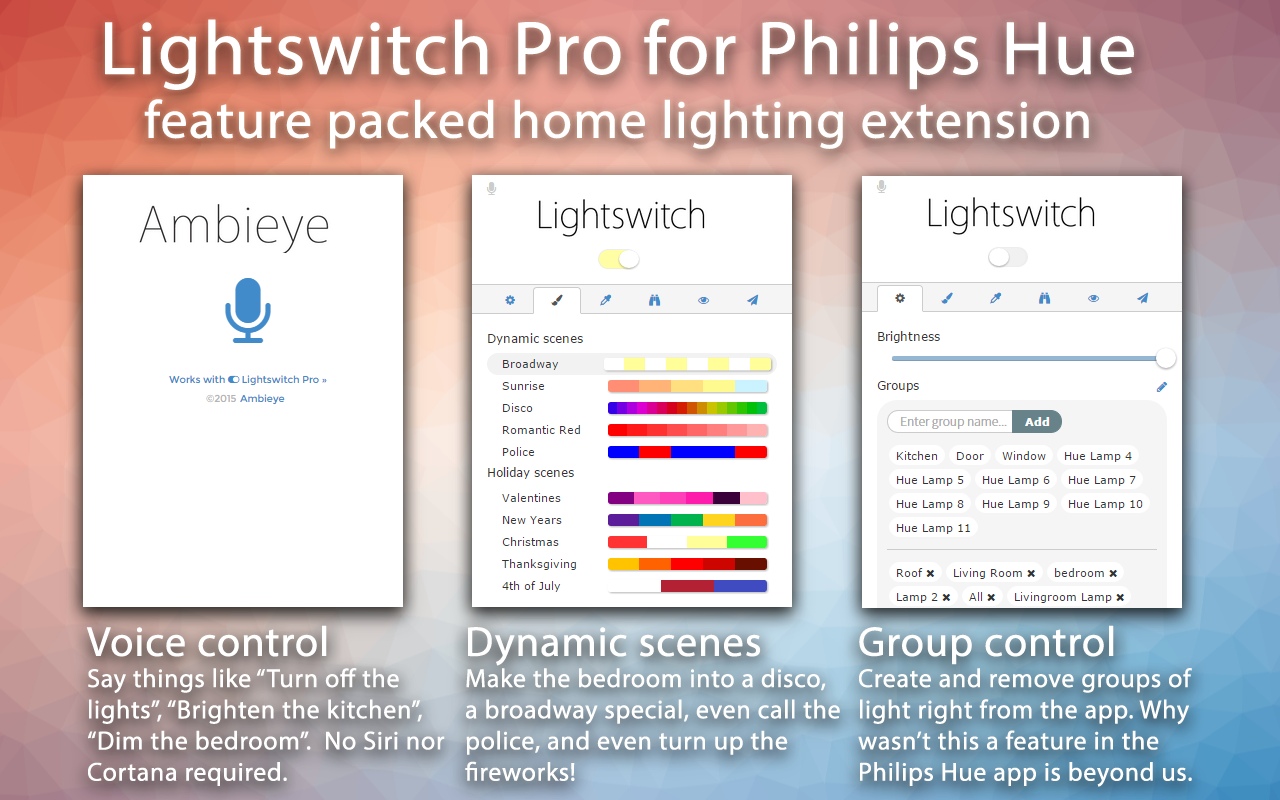 Lightswitch Pro for Philips Hue
feature packed home lighting extension
Ambieye
Works with Lightswitch Pro »
©2015 Ambieye
Voice control
Say things like “Turn off the
lights”, “Brighten the kitchen”,
“Dim the bedroom”.  No Siri nor
Cortana required.
Lightswitch
Dynamic scenes
Broadway
Sunrise
Disco
Romantic Red
Police
Holiday scenes
Valentines
New Years
Christmas
Thanksgiving
4th of July
Dynamic scenes
Make the bedroom into a disco,
a broadway special, even call the
police, and even turn up the
fireworks!
Lightswitch
Brightness
Groups
Enter group name... Add
Kitchen Door Window Hue Lamp 4
Hue Lamp 5 Hue Lamp 6 Hue Lamp 7
Hue Lamp 8 Hue Lamp 9 Hue Lamp 10
Hue Lamp 11
Roof ✖ Living Room ✖ bedroom ✖
Lamp 2 ✖ All ✖ Livingroom Lamp ✖
Group control
Create and remove groups of
light right from the app. Why
wasn’t this a feature in the
Philips Hue app is beyond us.